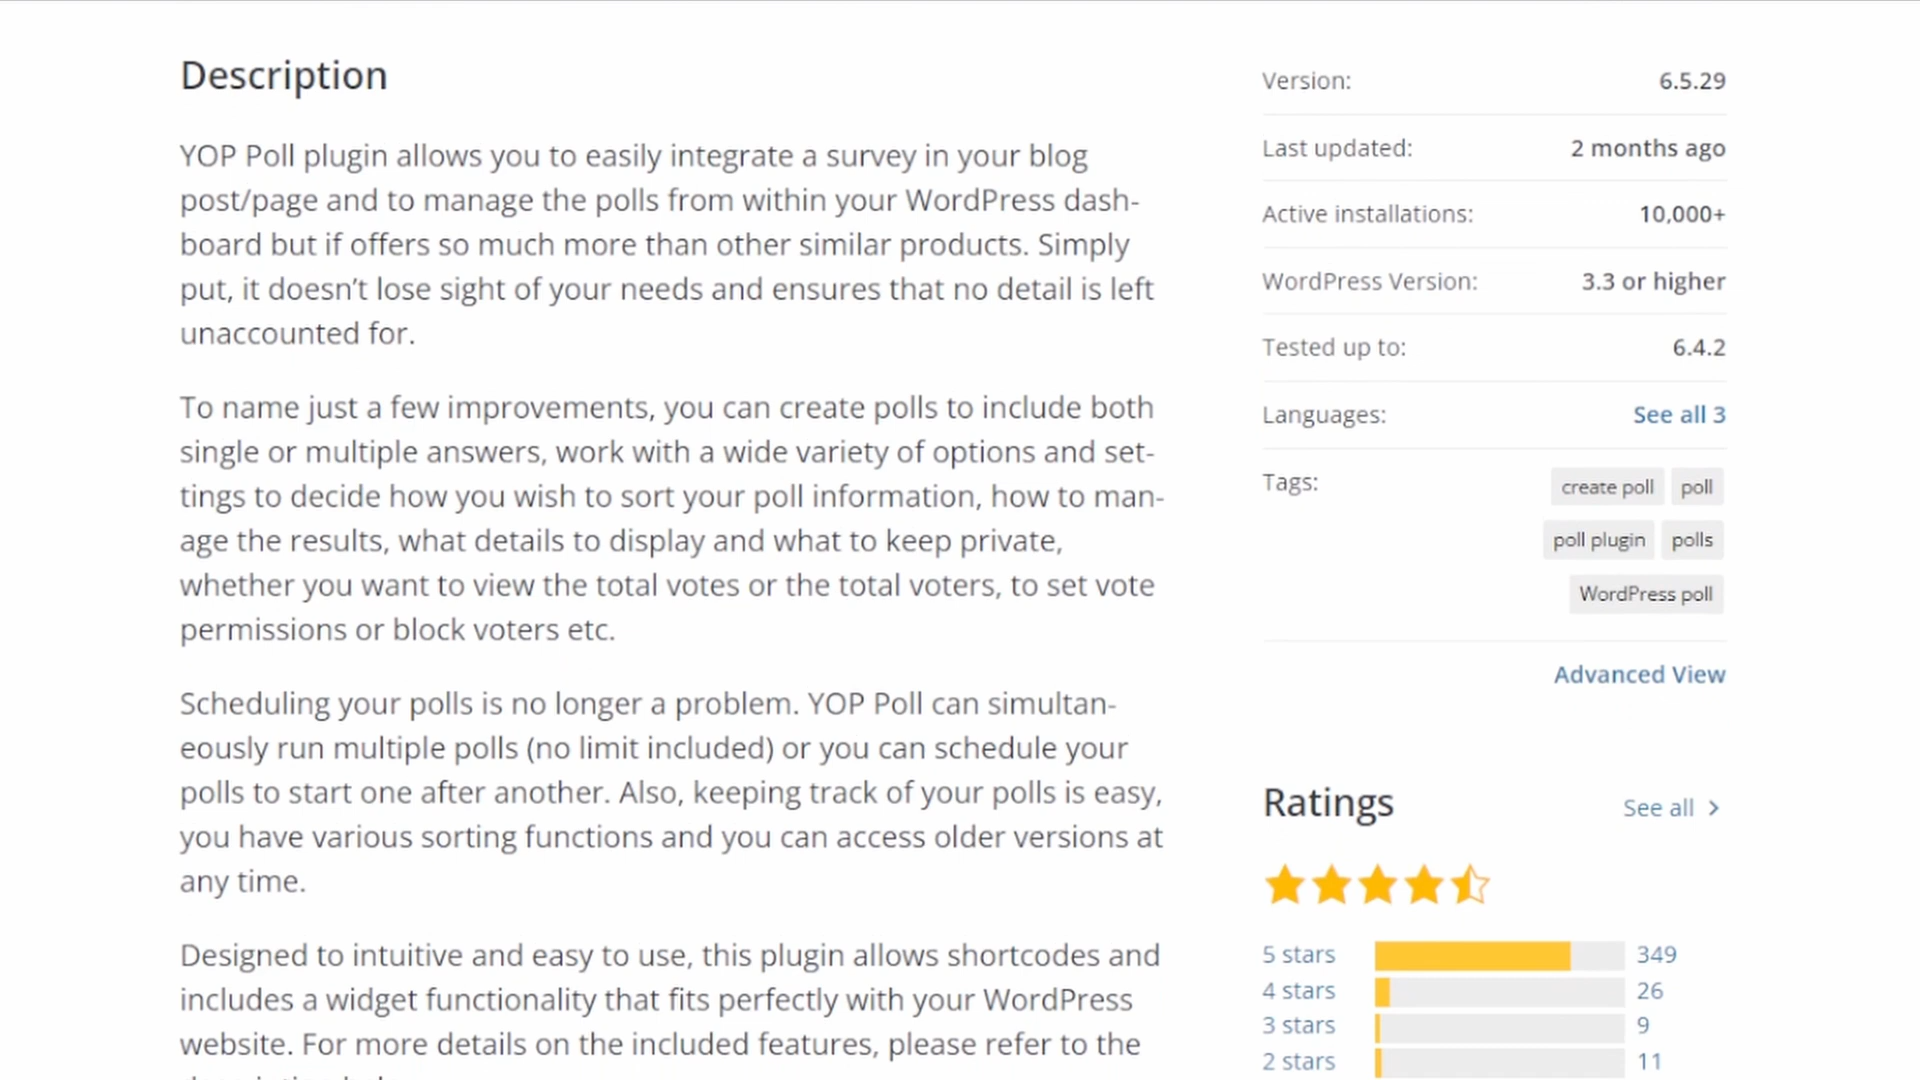 Description
YOP Poll plugin allows you to easily integrate a survey in your blog
post/page and to manage the polls from within your WordPress dash-
board but if offers so much more than other similar products. Simply
put, it doesn’t lose sight of your needs and ensures that no detail is left
unaccounted for.
To name just a few improvements, you can create polls to include both
single or multiple answers, work with a wide variety of options and set-
tings to decide how you wish to sort your poll information, how to man-
age the results, what details to display and what to keep private,
whether you want to view the total votes or the total voters, to set vote
permissions or block voters etc.
Scheduling your polls is no longer a problem. YOP Poll can simultan-
eously run multiple polls (no limit included) or you can schedule your
polls to start one after another. Also, keeping track of your polls is easy,
you have various sorting functions and you can access older versions at
any time.
Designed to intuitive and easy to use, this plugin allows shortcodes and
includes a widget functionality that fits perfectly with your WordPress
website. For more details on the included features, please refer to the
Version: 6.5.29
Last updated: 2 months ago
Active installations: 10,000+
WordPress Version: 3.3 or higher
Tested up to: 6.4.2
Languages: See all 3
Tags: create poll poll
poll plugin polls
WordPress poll
Advanced View
Ratings See all
5 stars 349
4 stars 26
3 stars 9
2 stars 11